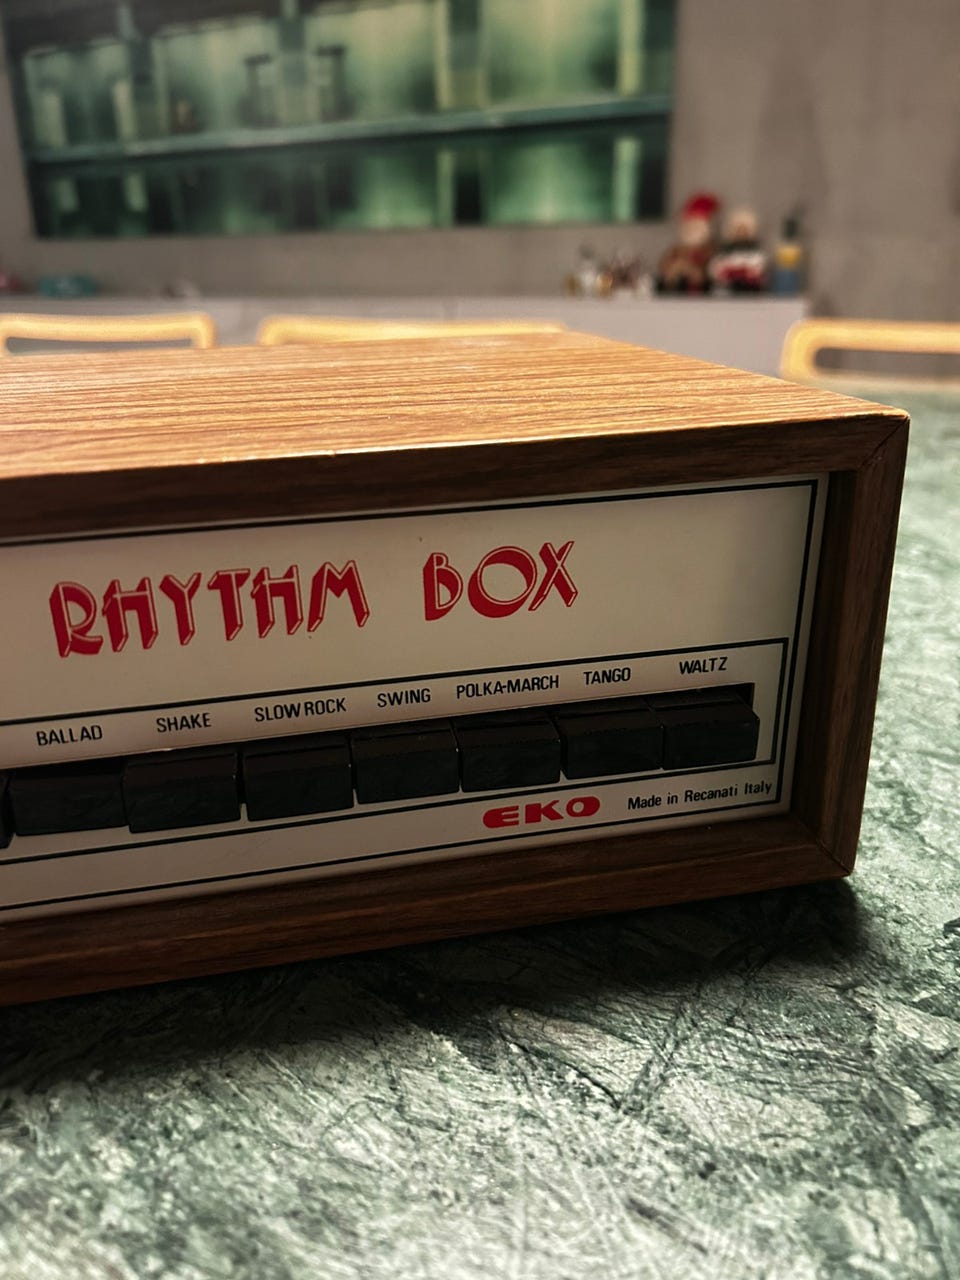 RHYTHM BOX
BALLAD SHAKE SLOW ROCK SWING POLKA-MARCH TANGO WALTZ
EKO Made in Recanati Italy